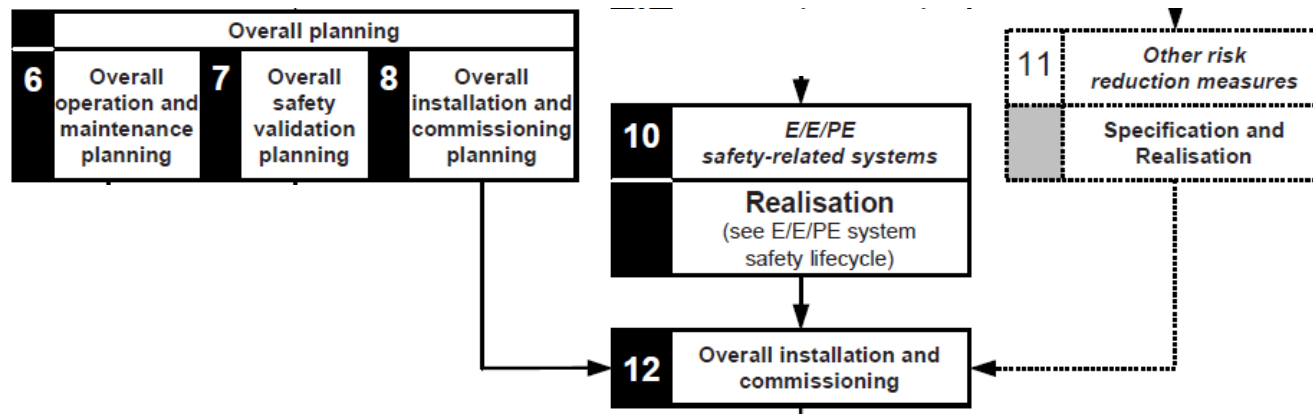 Overall planning
6
Overall
operation and
maintenance
planning
7
Overall
safety
validation
planning
8
Overall
installation and
commissioning
planning
10
E/E/PE
safety-related systems
Realisation
(see E/E/PE system
safety lifecycle)
11
Other risk
reduction measures
Specification and
Realisation
12
Overall installation and
commissioning